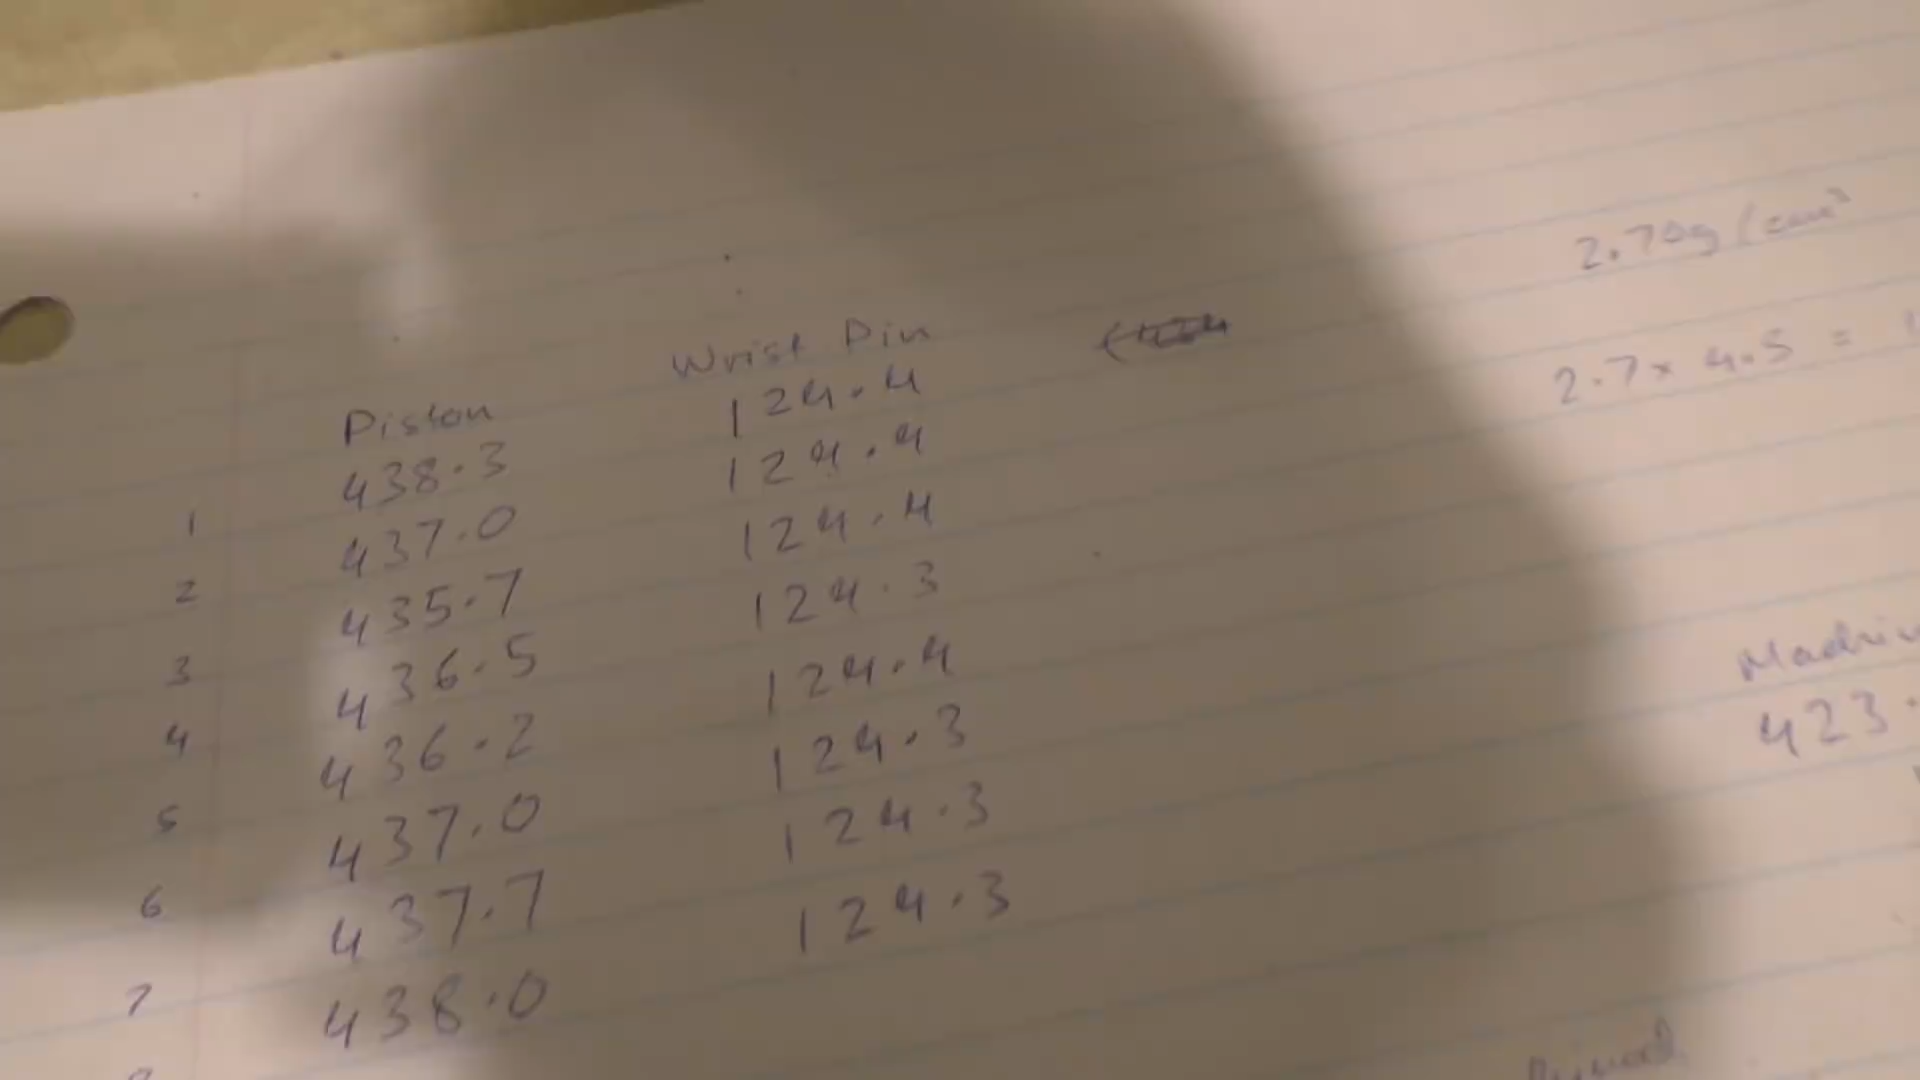 Piston Wrist Pin
1 438.3 124.4
2 437.0 124.4
3 435.7 124.4
4 436.5 124.3
5 436.2 124.4
6 437.0 124.3
7 437.7 124.3
438.0 124.3
2.70g/cm³
2.7 x 4.5 =
423.